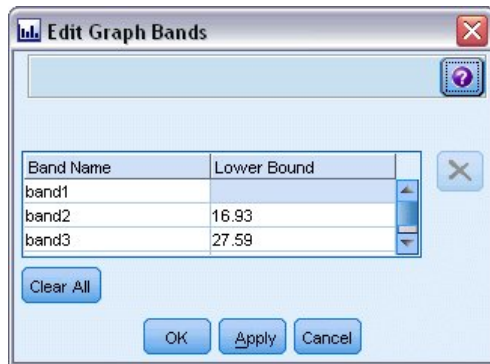 Edit Graph Bands
Band Name Lower Bound
band1
band2 16.93
band3 27.59
Clear All
OK Apply Cancel